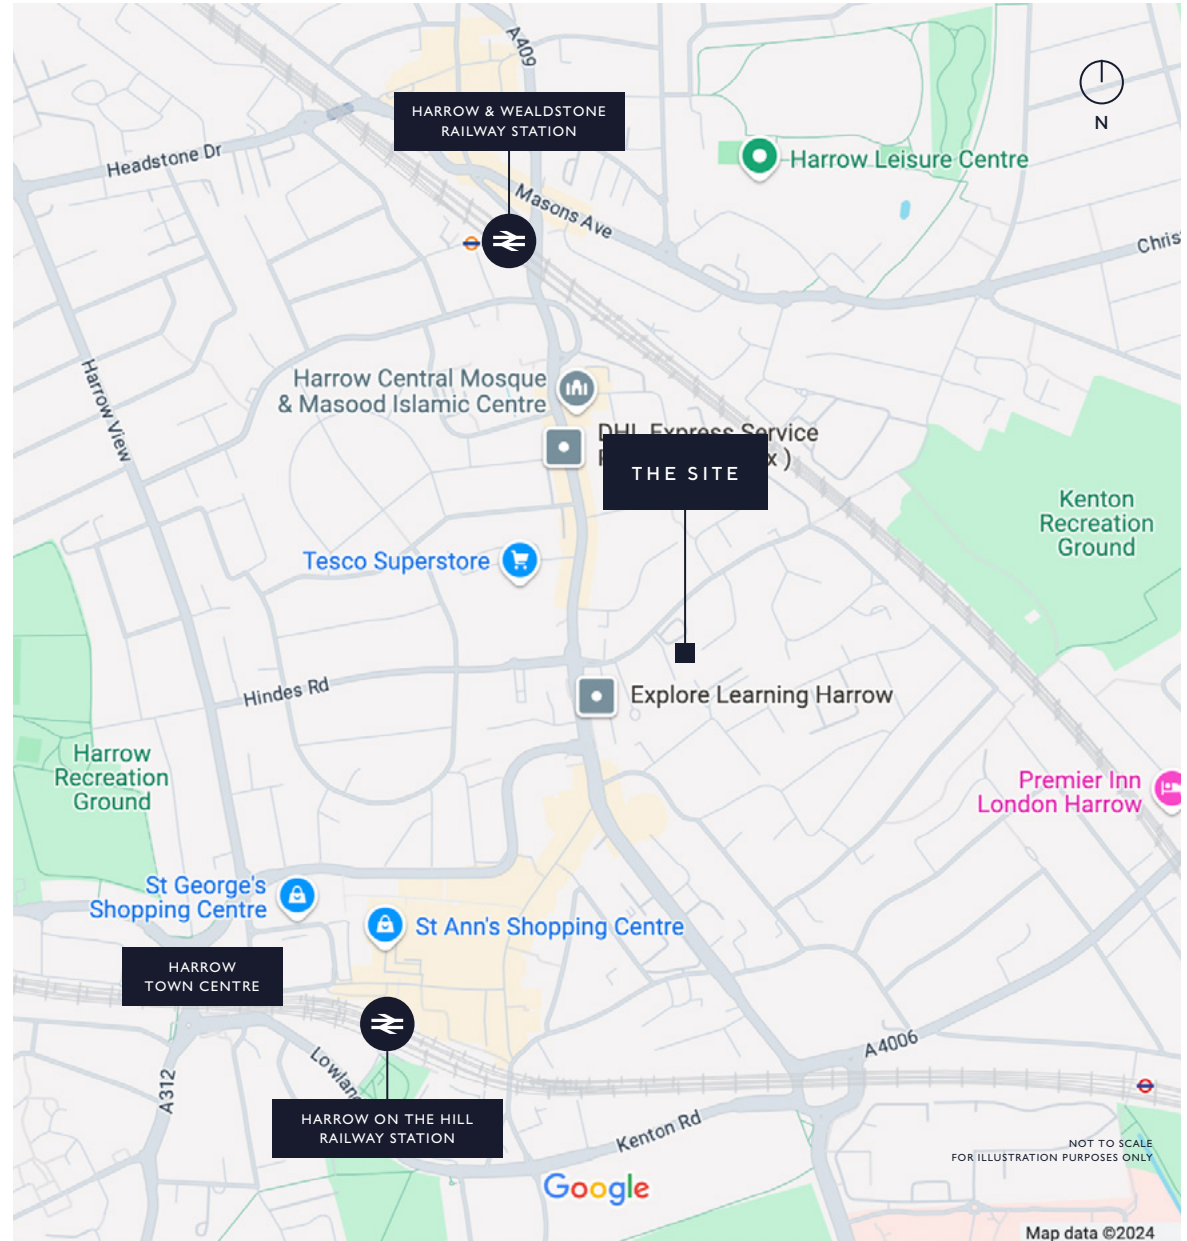 A409
HARROW & WEALDSTONE
RAILWAY STATION
N
Headstone Dr
Harrow Leisure Centre
Masons Ave
Harrow View
Harrow Central Mosque
& Masood Islamic Centre
DHL Express Service
THE SITE
Kenton
Recreation
Ground
Tesco Superstore
Hindes Rd
Explore Learning Harrow
Harrow
Recreation
Ground
Premier Inn
London Harrow
St George's
Shopping Centre
St Ann's Shopping Centre
HARROW
TOWN CENTRE
A4006
A312
HARROW ON THE HILL
RAILWAY STATION
Kenton Rd
NOT TO SCALE
FOR ILLUSTRATION PURPOSES ONLY
Google
Map data ©2024